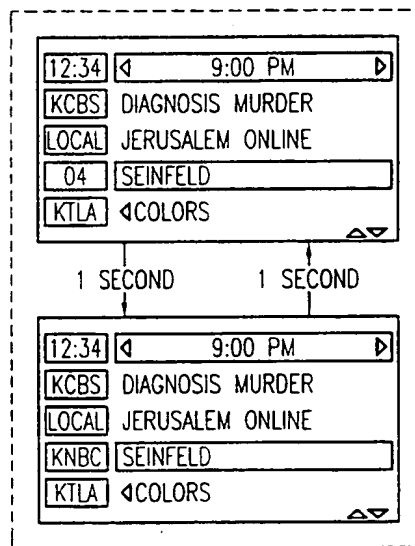 12:34 9:00 PM
KCBS DIAGNOSIS MURDER
LOCAL JERUSALEM ONLINE
04 SEINFELD
KTLA COLORS
1 SECOND 1 SECOND
12:34 9:00 PM
KCBS DIAGNOSIS MURDER
LOCAL JERUSALEM ONLINE
KNBC SEINFELD
KTLA COLORS